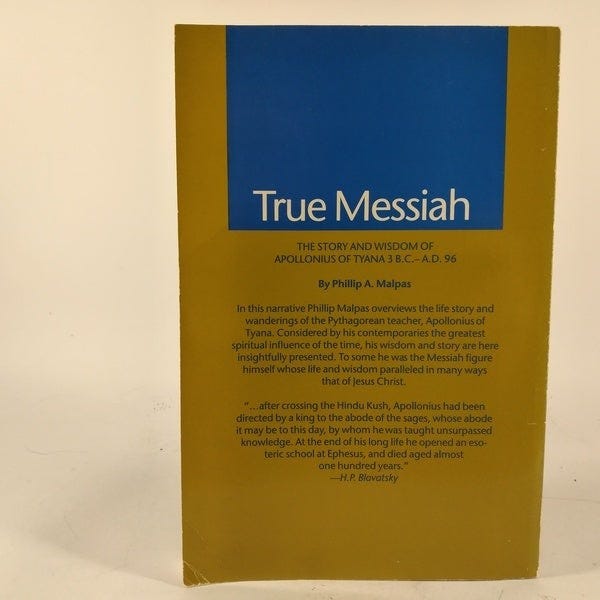 True Messiah
THE STORY AND WISDOM OF
APOLLONIUS OF TYANA 3 B.C.–A.D. 96
By Phillip A. Malpas
In this narrative Phillip Malpas overviews the life story and
wanderings of the Pythagorean teacher, Apollonius of
Tyana. Considered by his contemporaries the greatest
spiritual influence of the time, his wisdom and story are here
insightfully presented. To some he was the Messiah figure
himself whose life and wisdom paralleled in many ways
that of Jesus Christ.
“...after crossing the Hindu Kush, Apollonius had been
directed by a king to the abode of the sages, whose abode
it may be to this day, by whom he was taught unsurpassed
knowledge. At the end of his long life he opened an eso-
teric school at Ephesus, and died aged almost
one hundred years.”
—H.P. Blavatsky